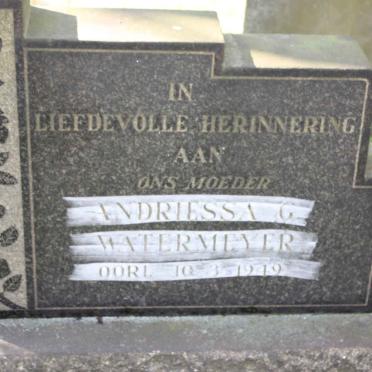 IN
LIEFDEVOLLE HERINNERING
AAN
ONS MOEDER
ANDRIESSA G.
WATERMEYER
OORL. 10.3.1949